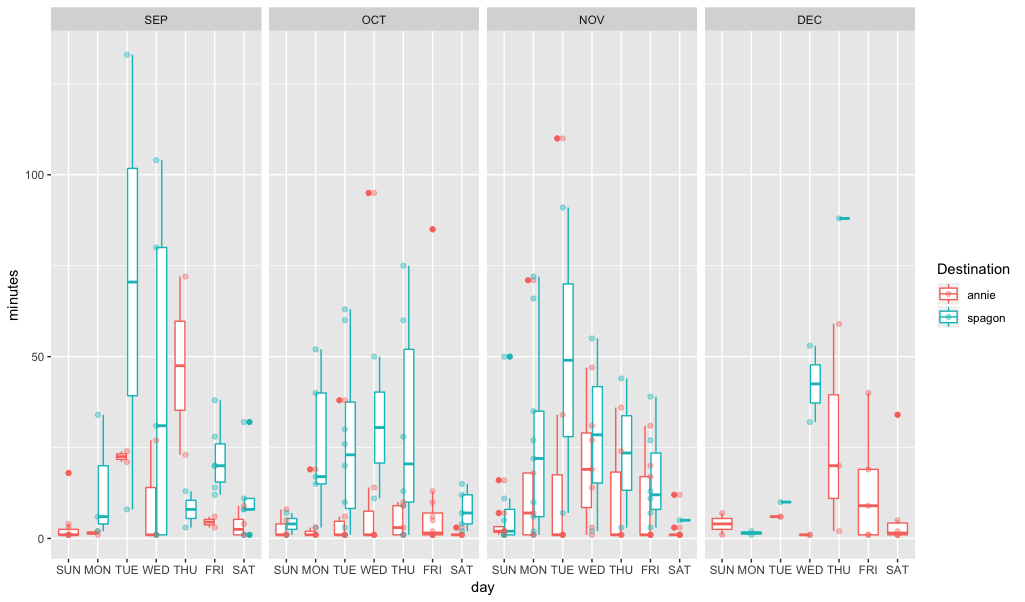 SEP OCT NOV DEC
100
50
0
minutes
SUN MON TUE WED THU FRI SAT SUN MON TUE WED THU FRI SAT SUN MON TUE WED THU FRI SAT SUN MON TUE WED THU FRI SAT
day
Destination
annie
spagon